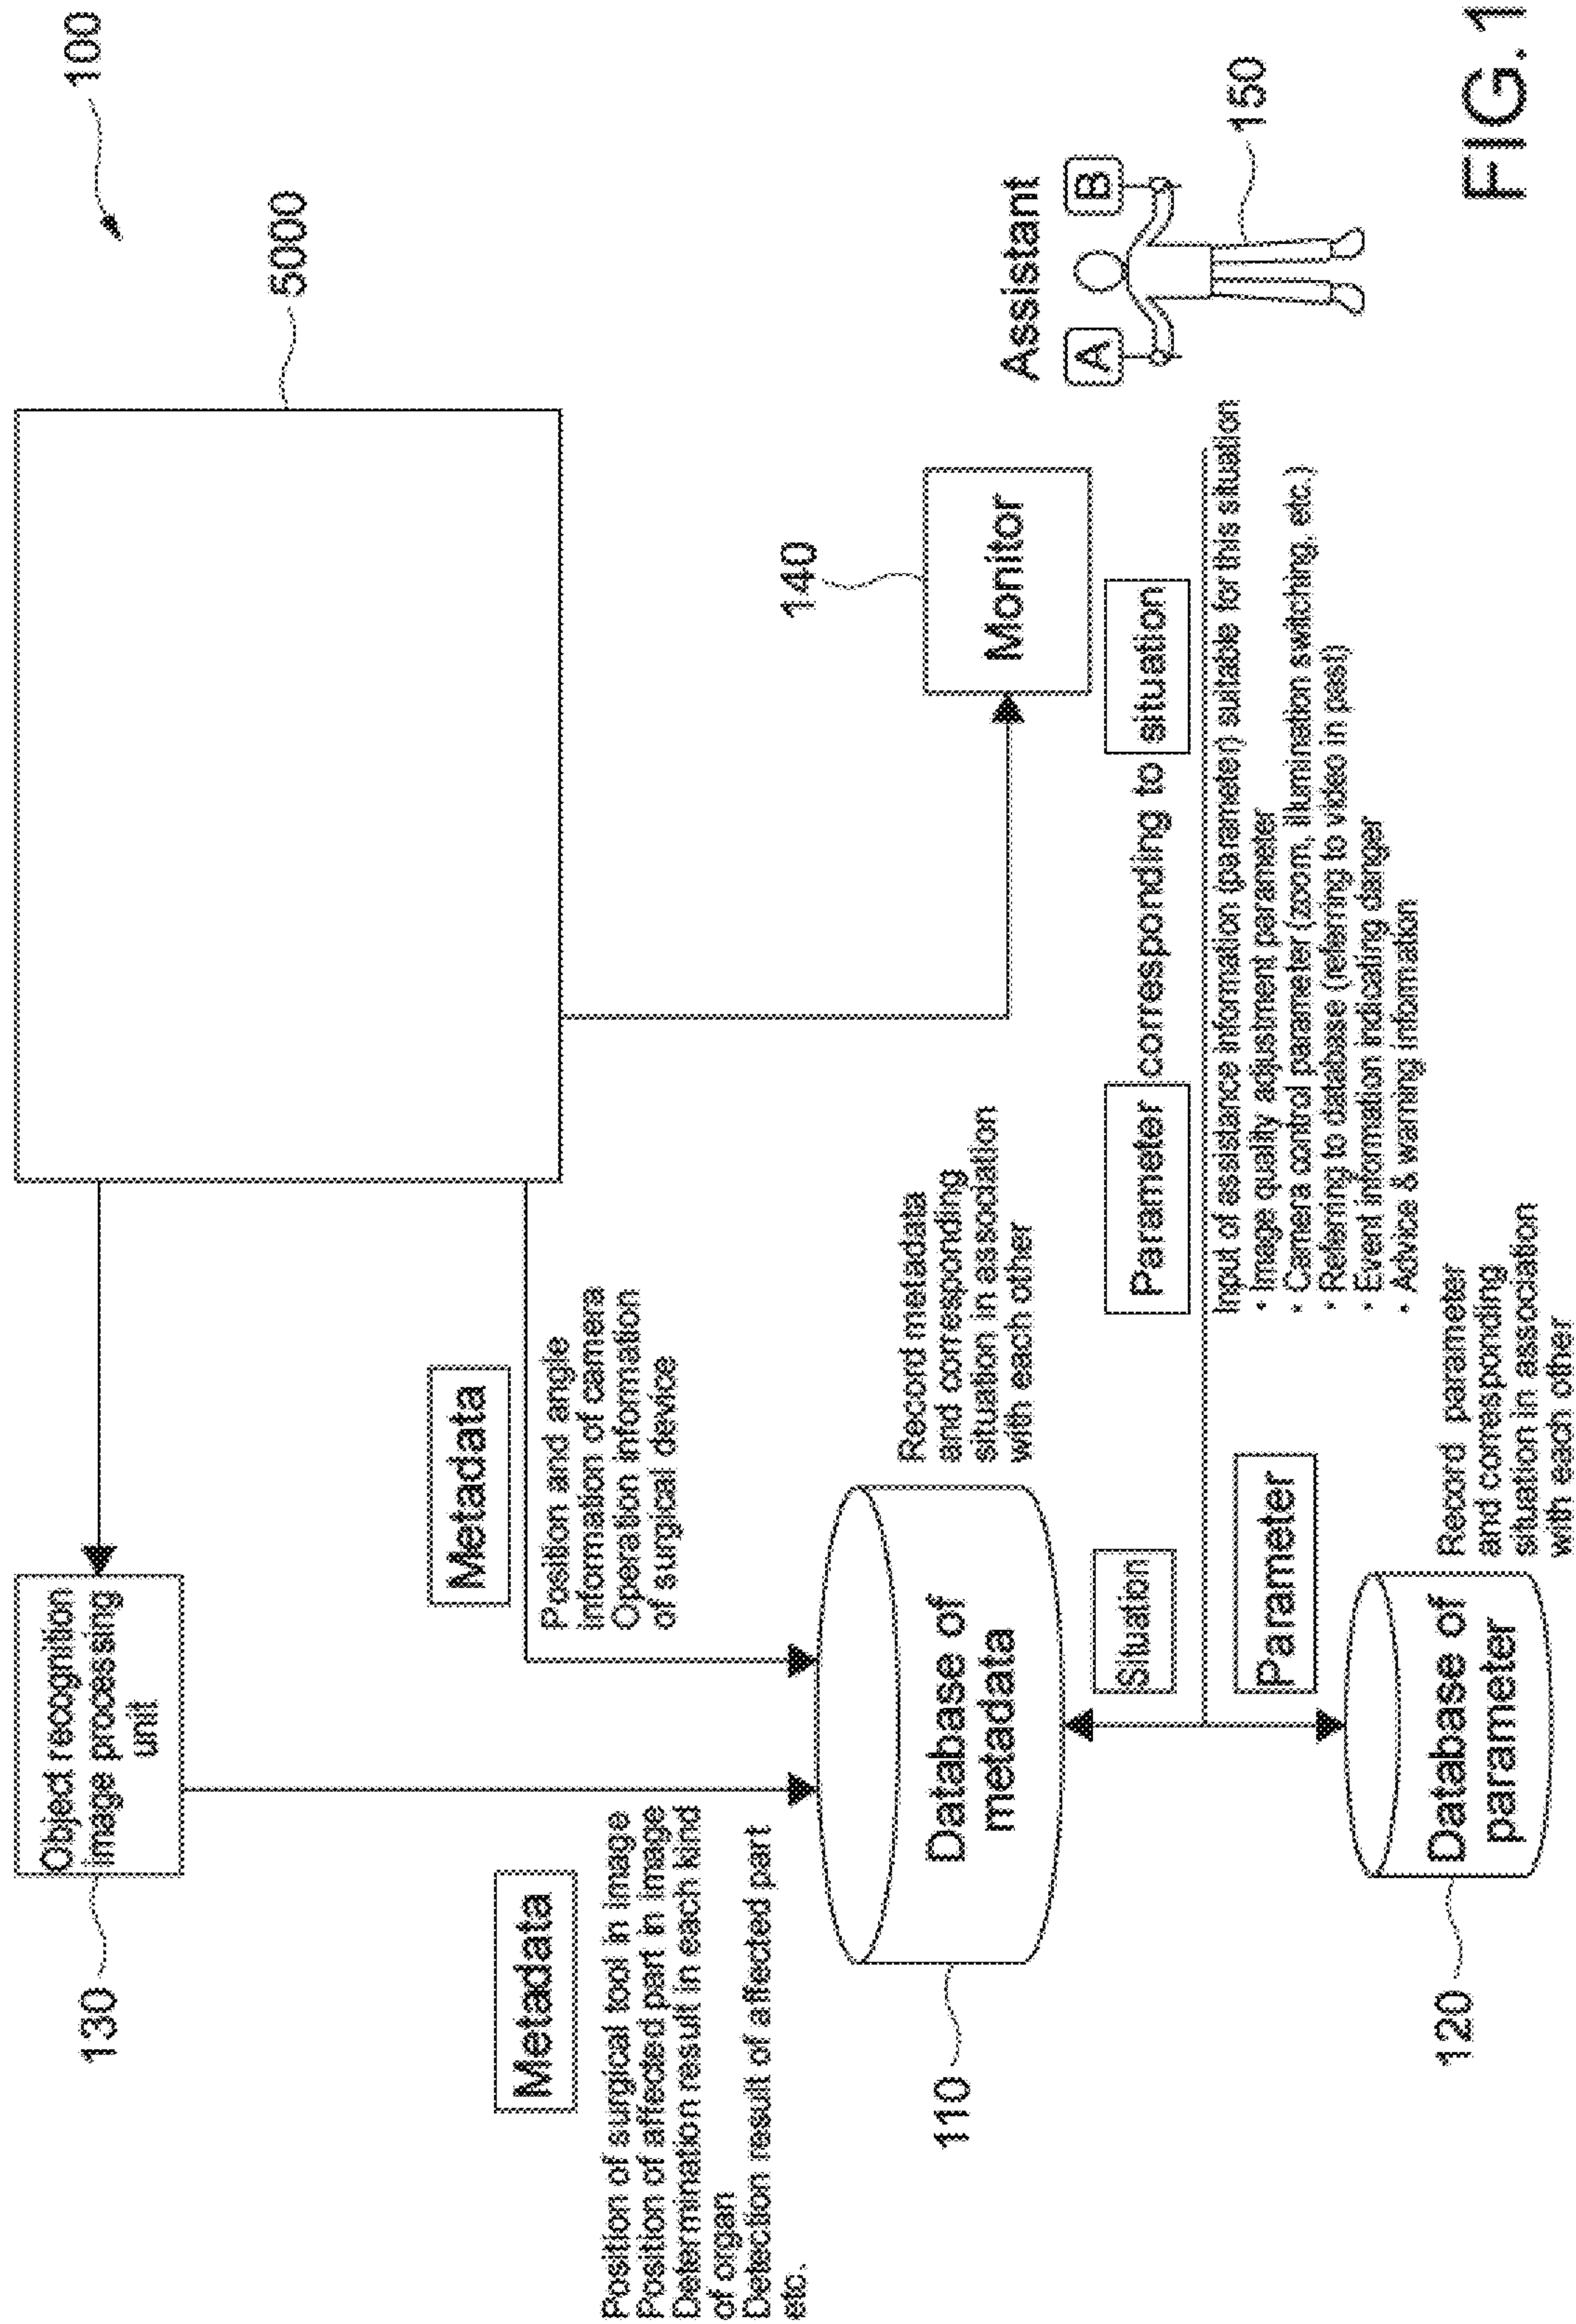 100
5000
130
Object recognition
image processing
unit
Metadata
Position and angle
information of camera
Operation information
of surgical device
Metadata
Position of surgical tool in image
Position of affected part in image
Determination result in each kind
of organ
Detection result of affected part
etc.
140
Monitor
110
Database of
metadata
Record metadata
and corresponding
situation in association
with each other
Assistant
A
B
150
Parameter corresponding to situation
Input of assistance information (parameter) suitable for this situation
• Image quality adjustment parameter
• Camera control parameter (zoom, illumination switching, etc.)
• Referring to database (referring to video in past)
• Event information indicating danger
• Advice & warning information
Situation
Parameter
120
Database of
parameter
Record parameter
and corresponding
situation in association
with each other
FIG.1